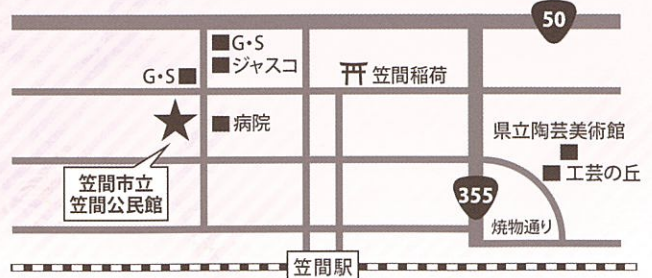 50
G・S
ジャスコ
G・S
笠間稲荷
病院
県立陶芸美術館
工芸の丘
笠間市立
笠間公民館
355
焼物通り
笠間駅